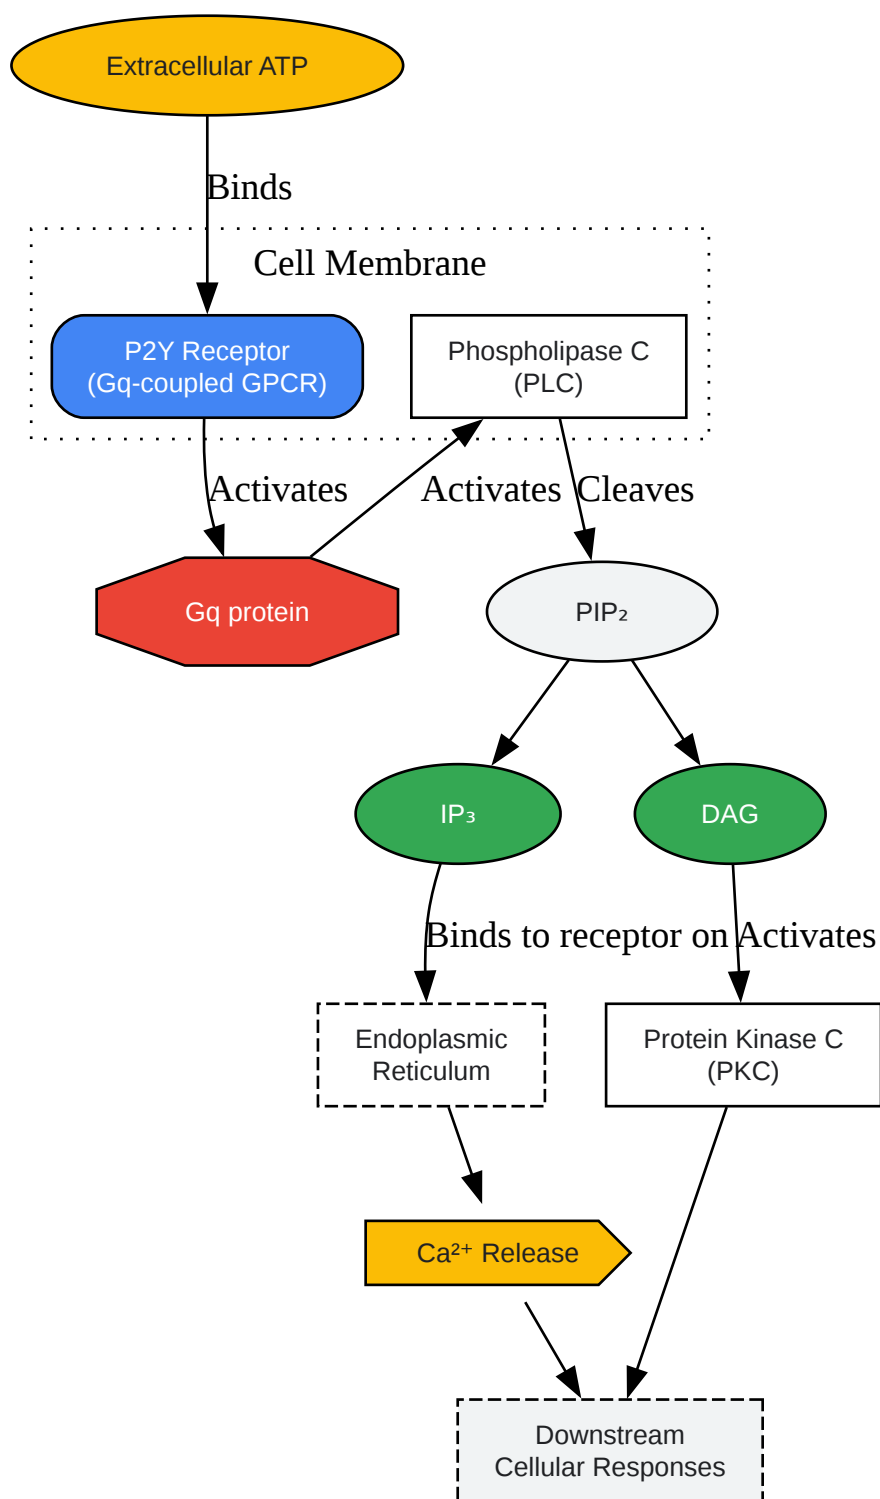 Extracellular ATP
Binds
Cell Membrane
P2Y Receptor
(Gq-coupled GPCR)
Phospholipase C
(PLC)
Activates
Activates
Cleaves
Gq protein
PIP₂
IP₃
DAG
Binds to receptor on
Activates
Endoplasmic
Reticulum
Protein Kinase C
(PKC)
Ca²⁺ Release
Downstream
Cellular Responses